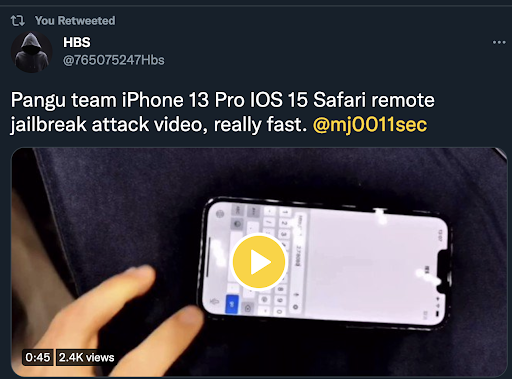 You Retweeted
HBS
@765075247Hbs
Pangu team iPhone 13 Pro IOS 15 Safari remote
jailbreak attack video, really fast. @mj0011sec
0:45
2.4K views